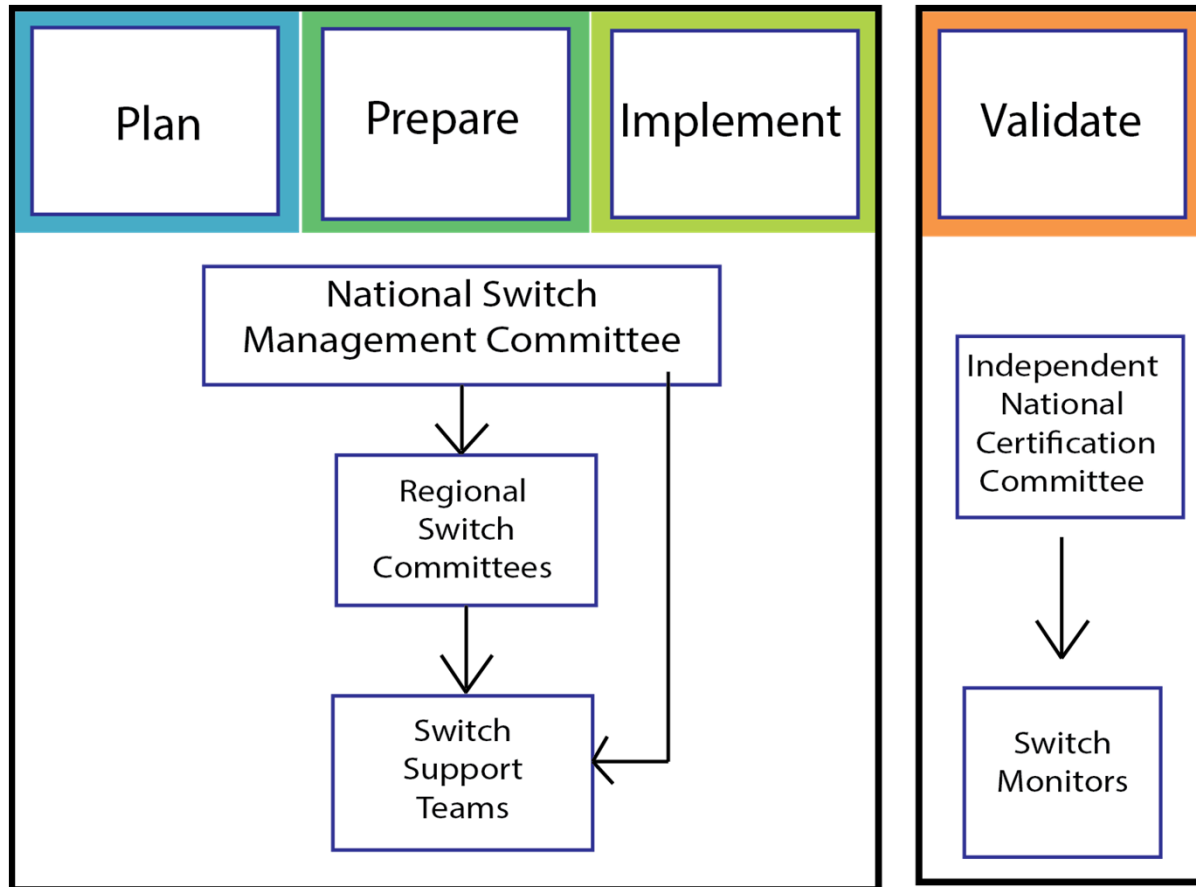 Plan
Prepare
Implement
Validate
National Switch
Management Committee
Regional
Switch
Committees
Switch
Support
Teams
Independent
National
Certification
Committee
Switch
Monitors